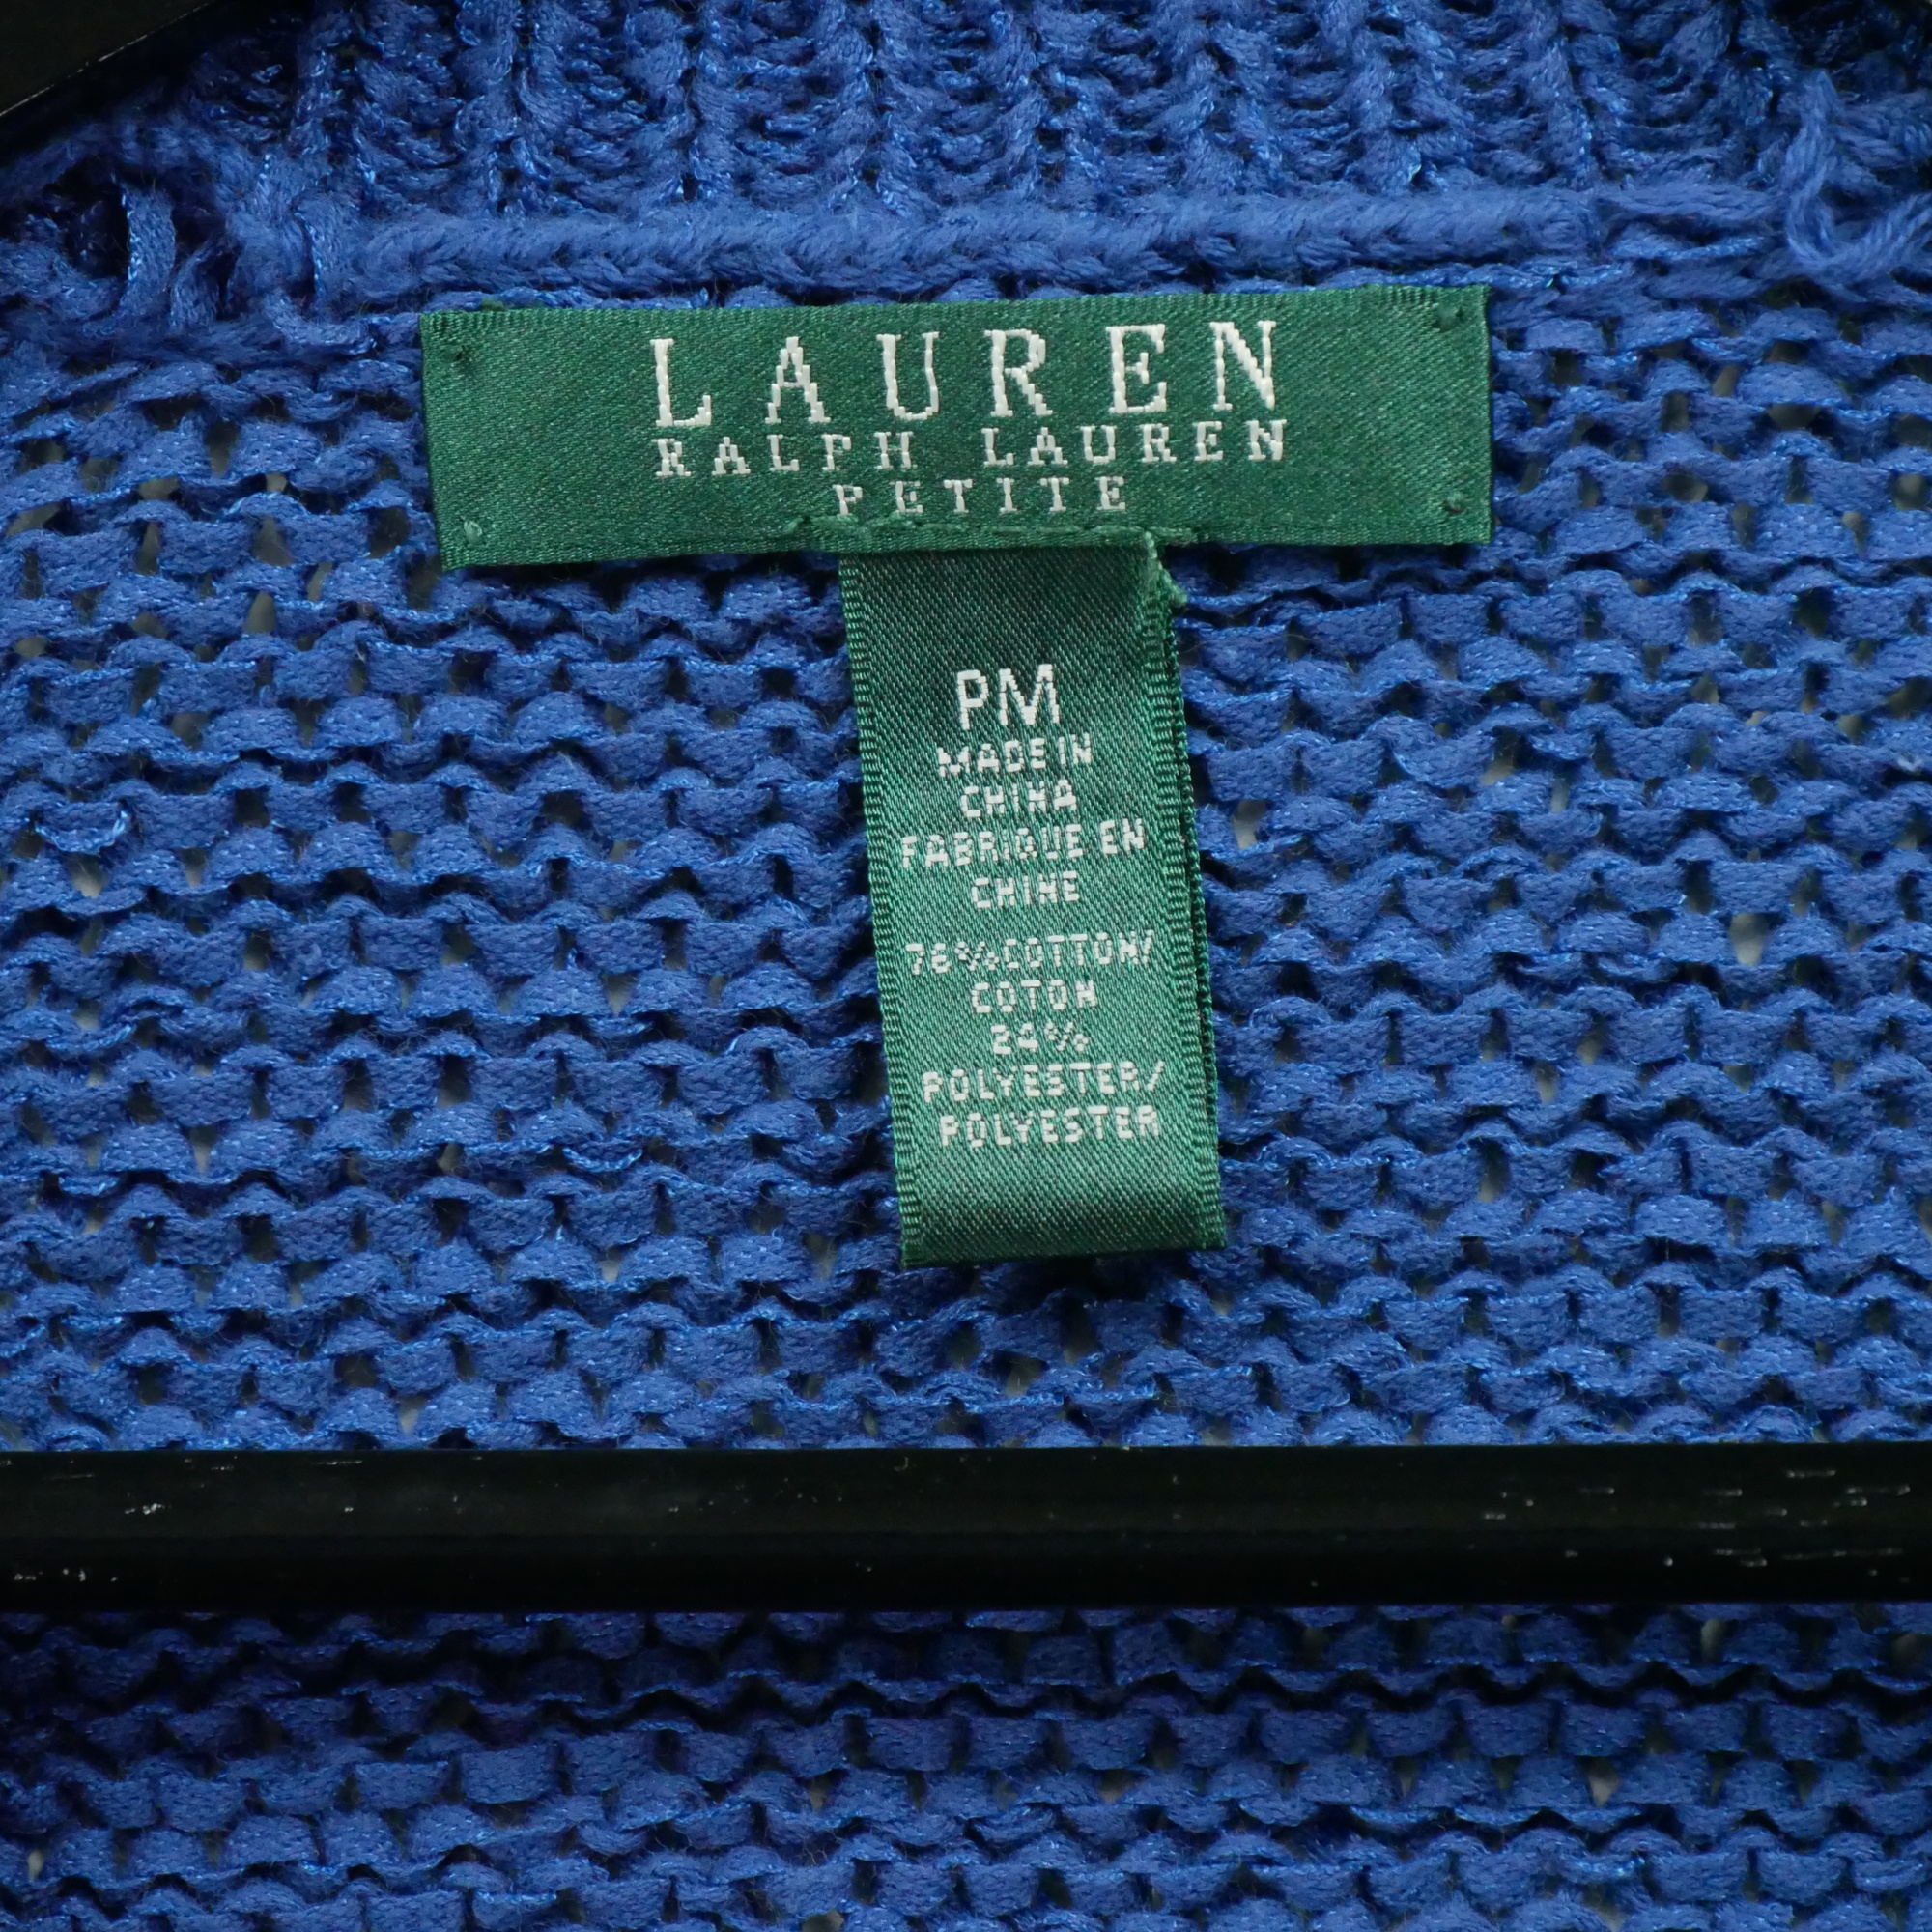 LAUREN
RALPH LAUREN
PETITE
PM
MADE IN
CHINA
FABRIQUE EN
CHINE
76%COTTON/
COTON
24%
POLYESTER/
POLYESTER